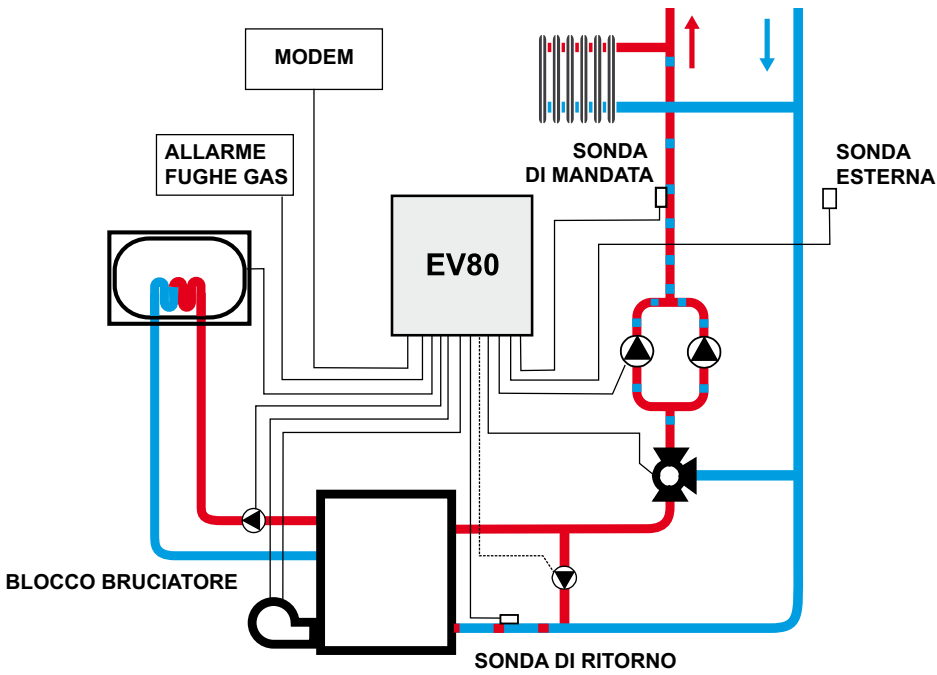 MODEM
ALLARME
FUGHE GAS
SONDA
DI MANDATA
SONDA
ESTERNA
EV80
BLOCCO BRUCIATORE
SONDA DI RITORNO